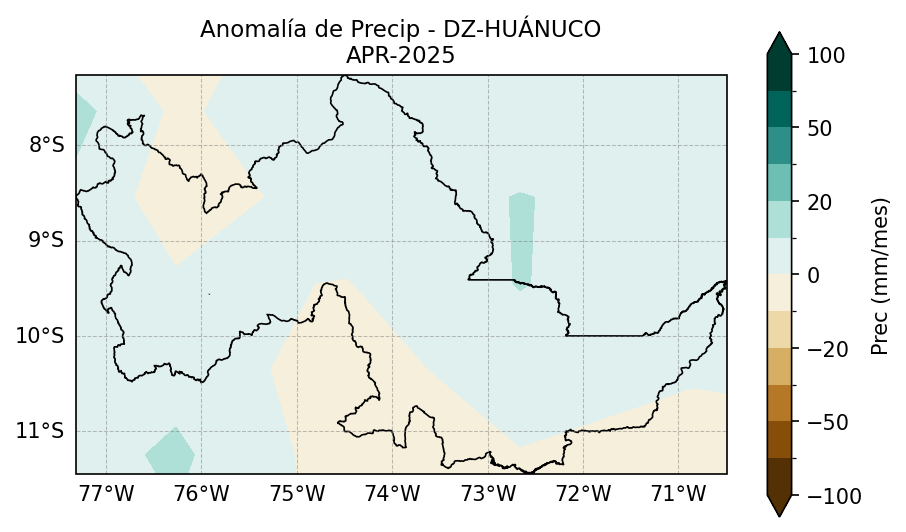 Anomalía de Precip - DZ-HUÁNUCO
APR-2025
8°S
9°S
10°S
11°S
77°W 76°W 75°W 74°W 73°W 72°W 71°W
100
50
20
0
−20
−50
−100
Prec (mm/mes)